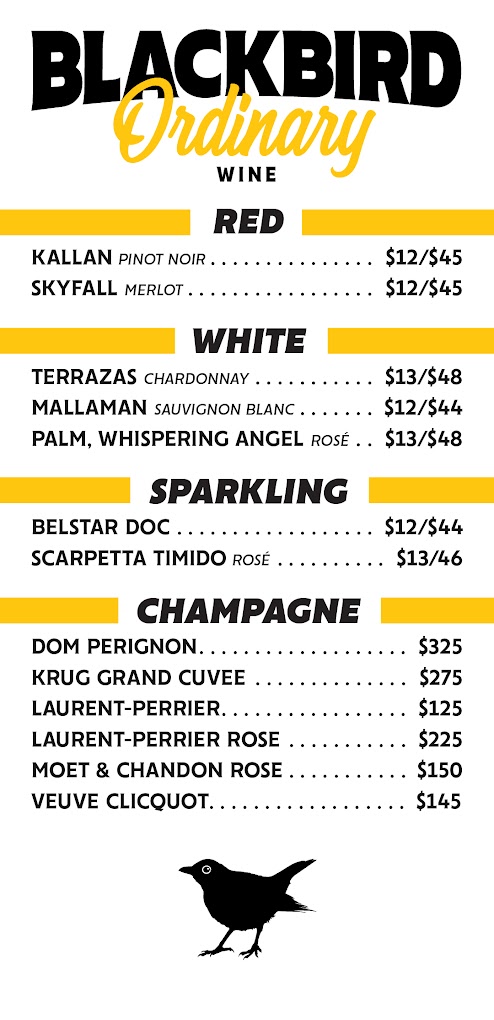 BLACKBIRD
Ordinary
WINE
RED
KALLAN PINOT NOIR . . . . . . . . . . . . . . . $12/$45
SKYFALL MERLOT . . . . . . . . . . . . . . . . . $12/$45
WHITE
TERRAZAS CHARDONNAY . . . . . . . . . . . $13/$48
MALLAMAN SAUVIGNON BLANC . . . . . . . $12/$44
PALM, WHISPERING ANGEL ROSÉ . . $13/$48
SPARKLING
BELSTAR DOC . . . . . . . . . . . . . . . . . . $12/$44
SCARPETTA TIMIDO ROSÉ . . . . . . . . . . $13/46
CHAMPAGNE
DOM PERIGNON. . . . . . . . . . . . . . . . . . . $325
KRUG GRAND CUVEE . . . . . . . . . . . . . . $275
LAURENT-PERRIER. . . . . . . . . . . . . . . . . $125
LAURENT-PERRIER ROSE . . . . . . . . . . . $225
MOET & CHANDON ROSE . . . . . . . . . . . $150
VEUVE CLICQUOT. . . . . . . . . . . . . . . . . . $145